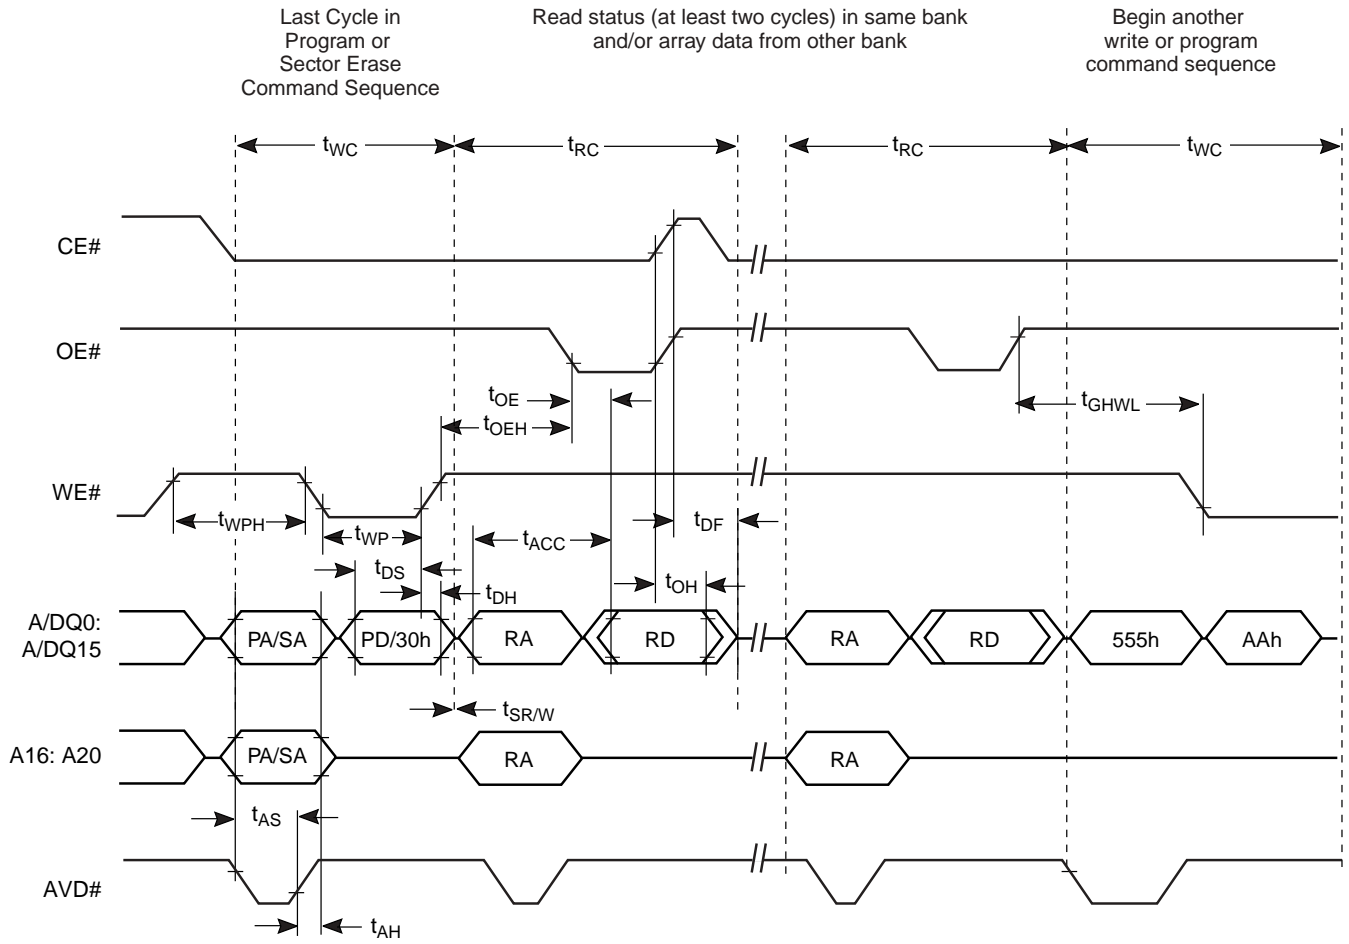 Last Cycle in
Program or
Sector Erase
Command Sequence
Read status (at least two cycles) in same bank
and/or array data from other bank
Begin another
write or program
command sequence
tWC
tRC
tRC
tWC
CE#
OE#
tOE
tOEH
tGHWL
WE#
tWPH
tWP
tACC
tDF
tDS
tDH
tOH
A/DQ0:
A/DQ15
PA/SA
PD/30h
RA
RD
RA
RD
555h
AAh
tSR/W
A16: A20
PA/SA
RA
RA
tAS
AVD#
tAH